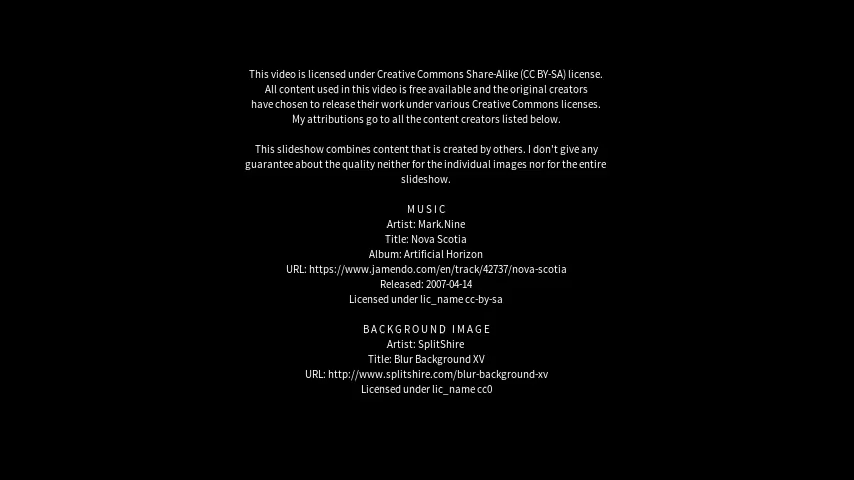 This video is licensed under Creative Commons Share-Alike (CC BY-SA) license.
All content used in this video is free available and the original creators
have chosen to release their work under various Creative Commons licenses.
My attributions go to all the content creators listed below.
This slideshow combines content that is created by others. I don't give any
guarantee about the quality neither for the individual images nor for the entire
slideshow.
MUSIC
Artist: Mark.Nine
Title: Nova Scotia
Album: Artificial Horizon
URL: https://www.jamendo.com/en/track/42737/nova-scotia
Released: 2007-04-14
Licensed under lic_name cc-by-sa
BACKGROUND IMAGE
Artist: SplitShire
Title: Blur Background XV
URL: http://www.splitshire.com/blur-background-xv
Licensed under lic_name cc0